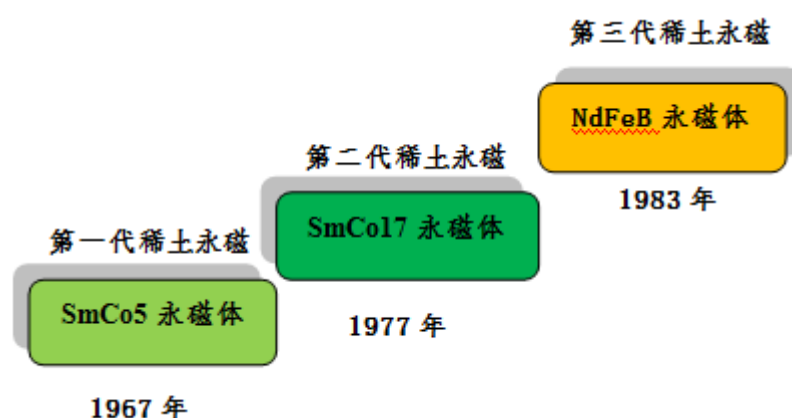 第三代稀土永磁
NdFeB 永磁体
1983 年
第二代稀土永磁
SmCo17 永磁体
1977 年
第一代稀土永磁
SmCo5 永磁体
1967 年